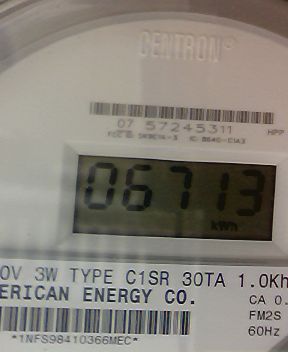 CENTRON®
07 57245311
HPP
06713
kWh
0V 3W TYPE C1SR 30TA 1.0Kh
ERICAN ENERGY CO.
CA 0.
FM2S
60Hz
*1NFS98410366MEC*